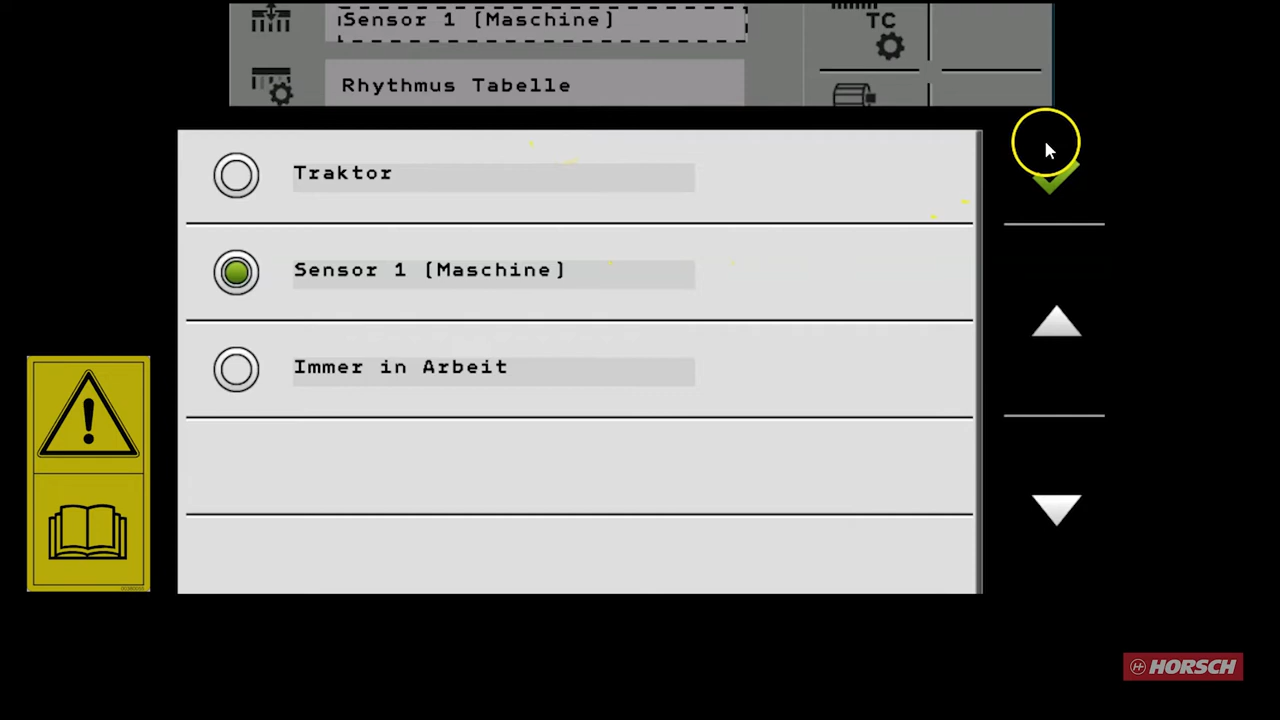 Sensor 1 (Maschine)
TC
Rhythmus Tabelle
Traktor
Sensor 1 (Maschine)
Immer in Arbeit
HORSCH